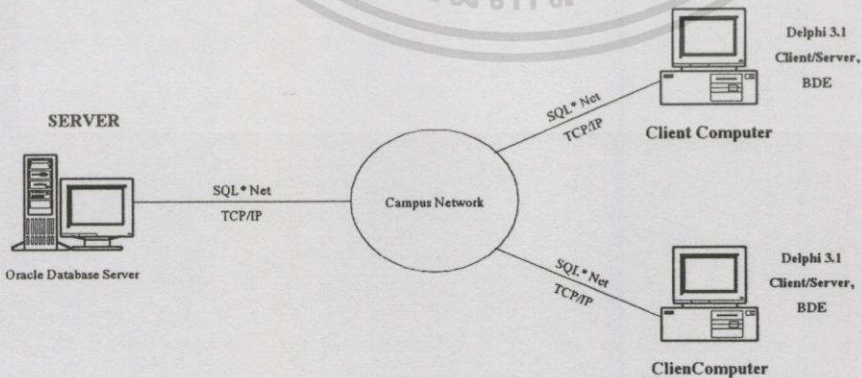 Delphi 3.1
Client/Server,
BDE
Client Computer
SQL*Net
TCP/IP
SERVER
SQL*Net
TCP/IP
Campus Network
Oracle Database Server
SQL*Net
TCP/IP
Delphi 3.1
Client/Server,
BDE
ClienComputer